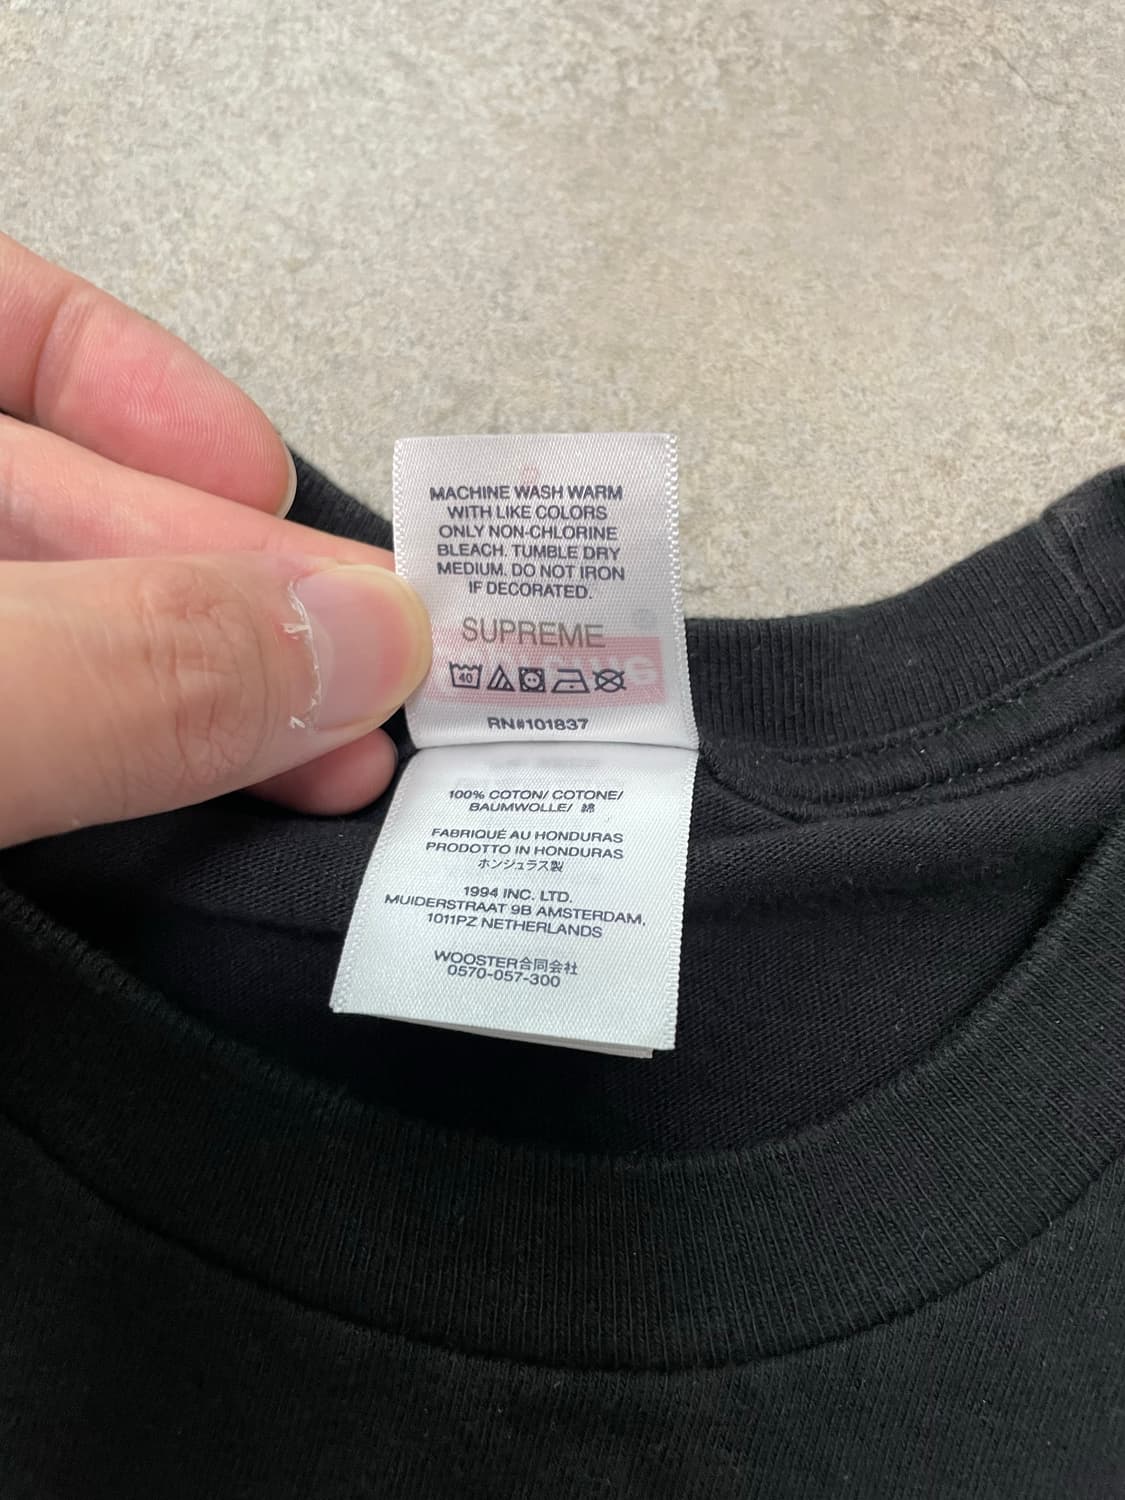 MACHINE WASH WARM
WITH LIKE COLORS
ONLY NON-CHLORINE
BLEACH. TUMBLE DRY
MEDIUM. DO NOT IRON
IF DECORATED.
SUPREME
40
RN#101837
100% COTON/ COTONE/
BAUMWOLLE/ 綿
FABRIQUÉ AU HONDURAS
PRODOTTO IN HONDURAS
ホンジュラス製
1994 INC. LTD.
MUIDERSTRAAT 9B AMSTERDAM,
1011PZ NETHERLANDS
WOOSTER合同会社
0570-057-300